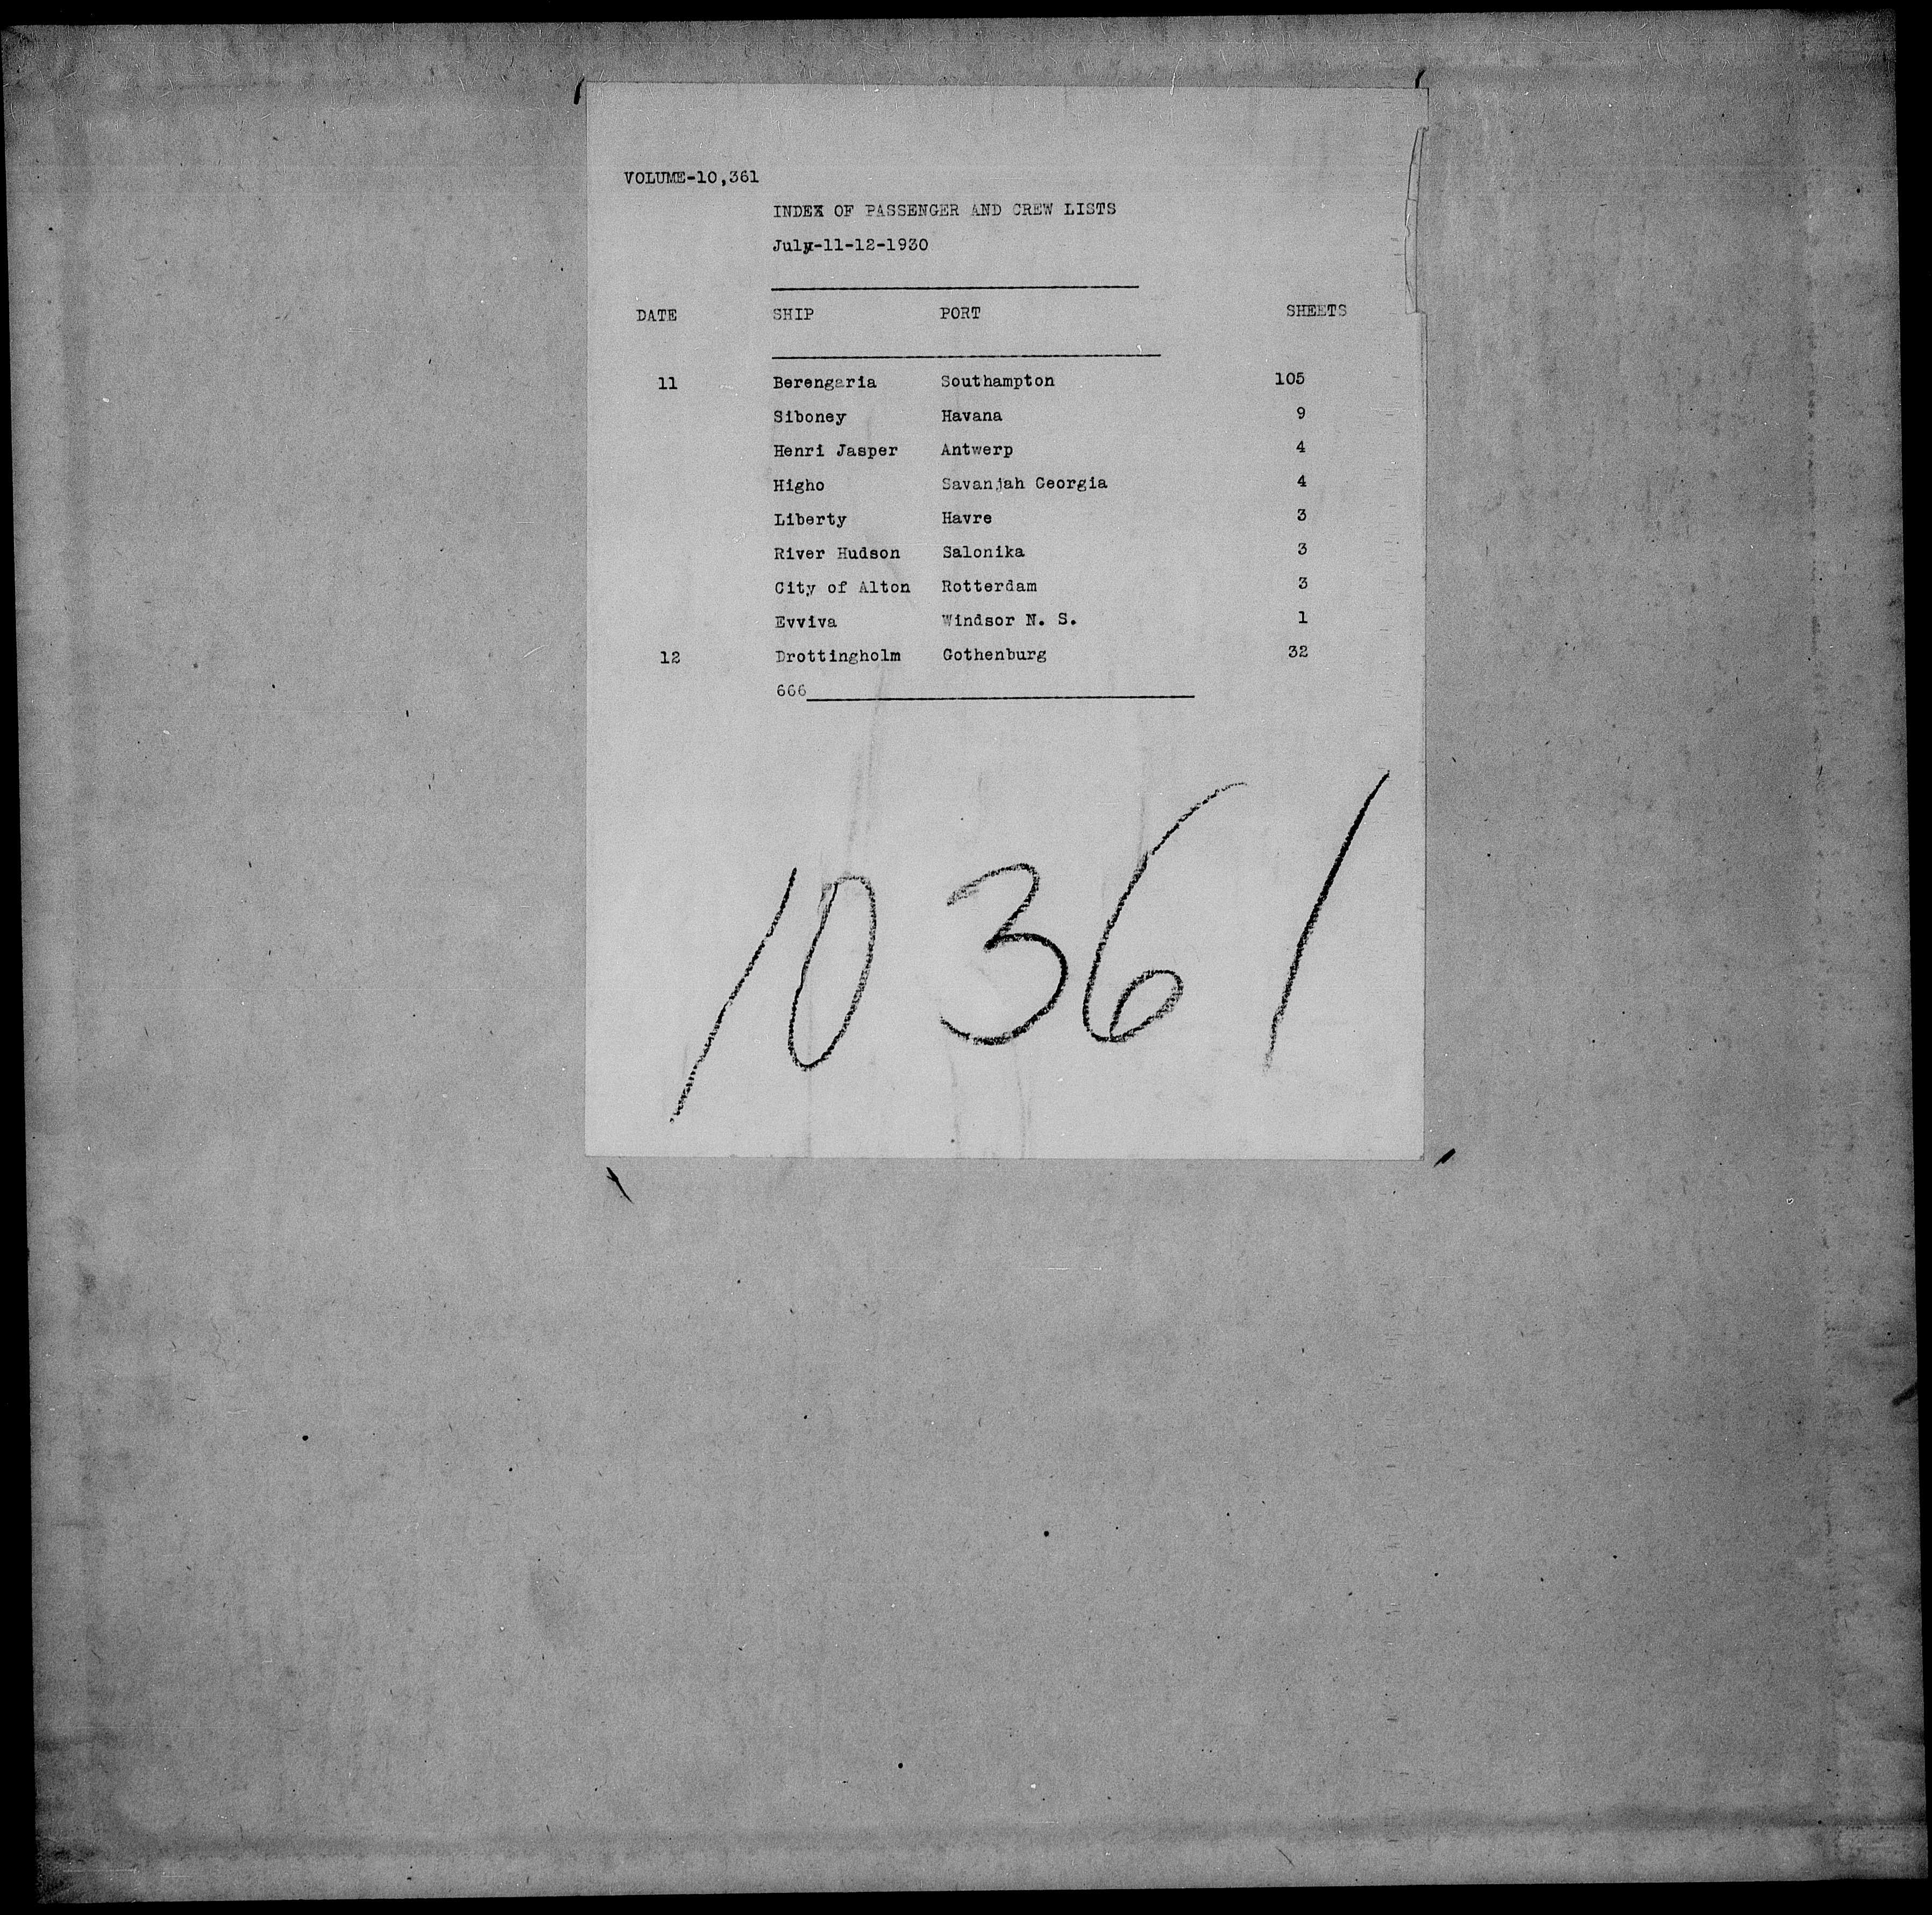 VOLUME-10,361
INDEX OF PASSENGER AND CREW LISTS
July-11-12-1930
DATE SHIP PORT SHEETS
11 Berengaria Southampton 105
Siboney Havana 9
Henri Jasper Antwerp 4
Higho Savanjah Georgia 4
Liberty Havre 3
River Hudson Salonika 3
City of Alton Rotterdam 3
Evviva Windsor N. S. 1
12 Drottingholm Gothenburg 32
666
10361